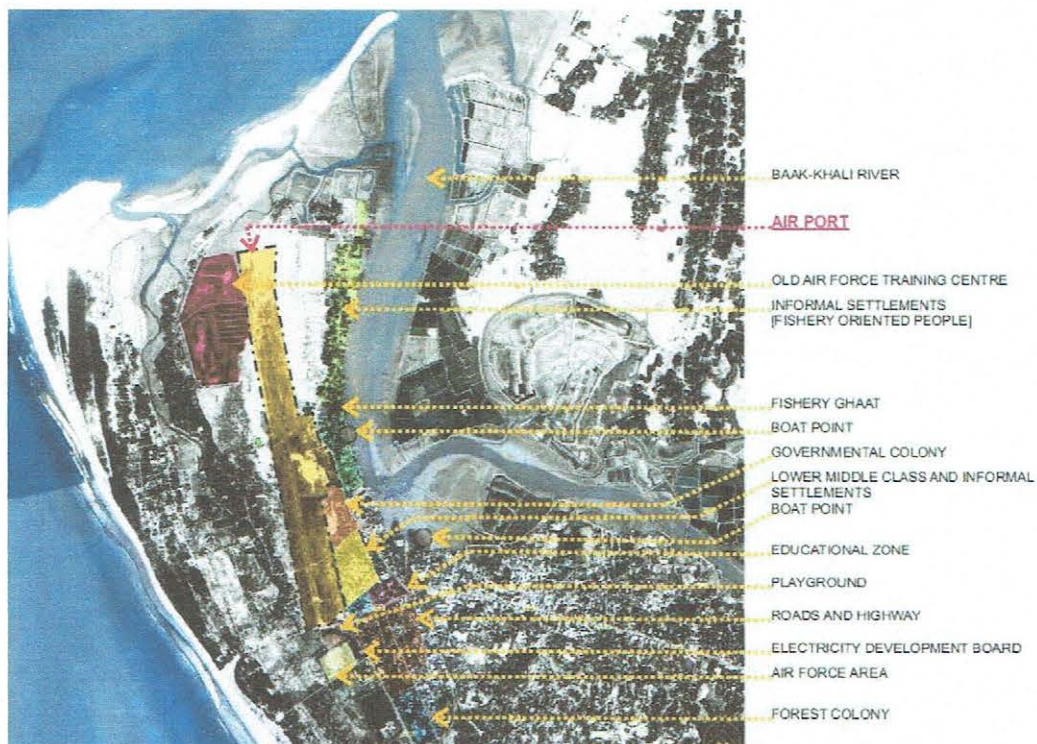 BAAK-KHALI RIVER
AIR PORT
OLD AIR FORCE TRAINING CENTRE
INFORMAL SETTLEMENTS
[FISHERY ORIENTED PEOPLE]
FISHERY GHAAT
BOAT POINT
GOVERNMENTAL COLONY
LOWER MIDDLE CLASS AND INFORMAL
SETTLEMENTS
BOAT POINT
EDUCATIONAL ZONE
PLAYGROUND
ROADS AND HIGHWAY
ELECTRICITY DEVELOPMENT BOARD
AIR FORCE AREA
FOREST COLONY